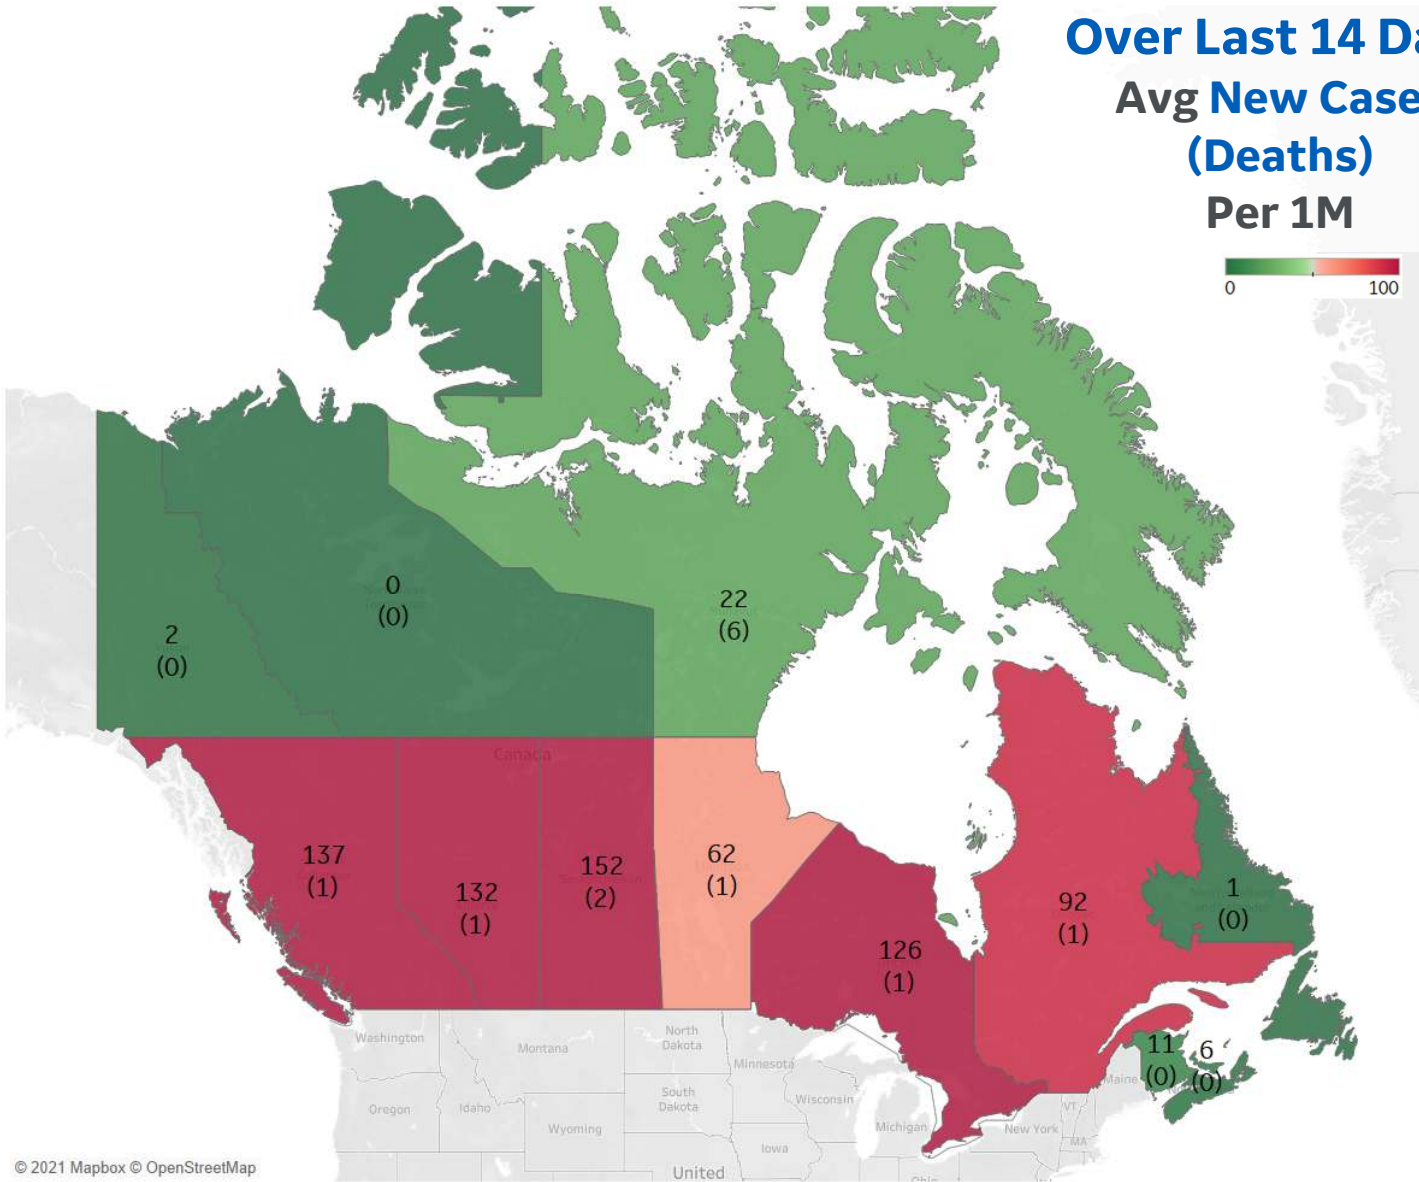 Over Last 14 Da
Avg New Case
(Deaths)
Per 1M
0 100
0
(0)
2
(0)
22
(6)
Canada
137
(1)
132
(1)
152
(2)
62
(1)
126
(1)
92
(1)
1
(0)
11
(0)
6
(0)
Washington
Montana
North
Dakota
Minnesota
Maine
Oregon
Idaho
South
Dakota
Wisconsin
VT
Wyoming
Michigan
New York
MA
Iowa
United
© 2021 Mapbox © OpenStreetMap